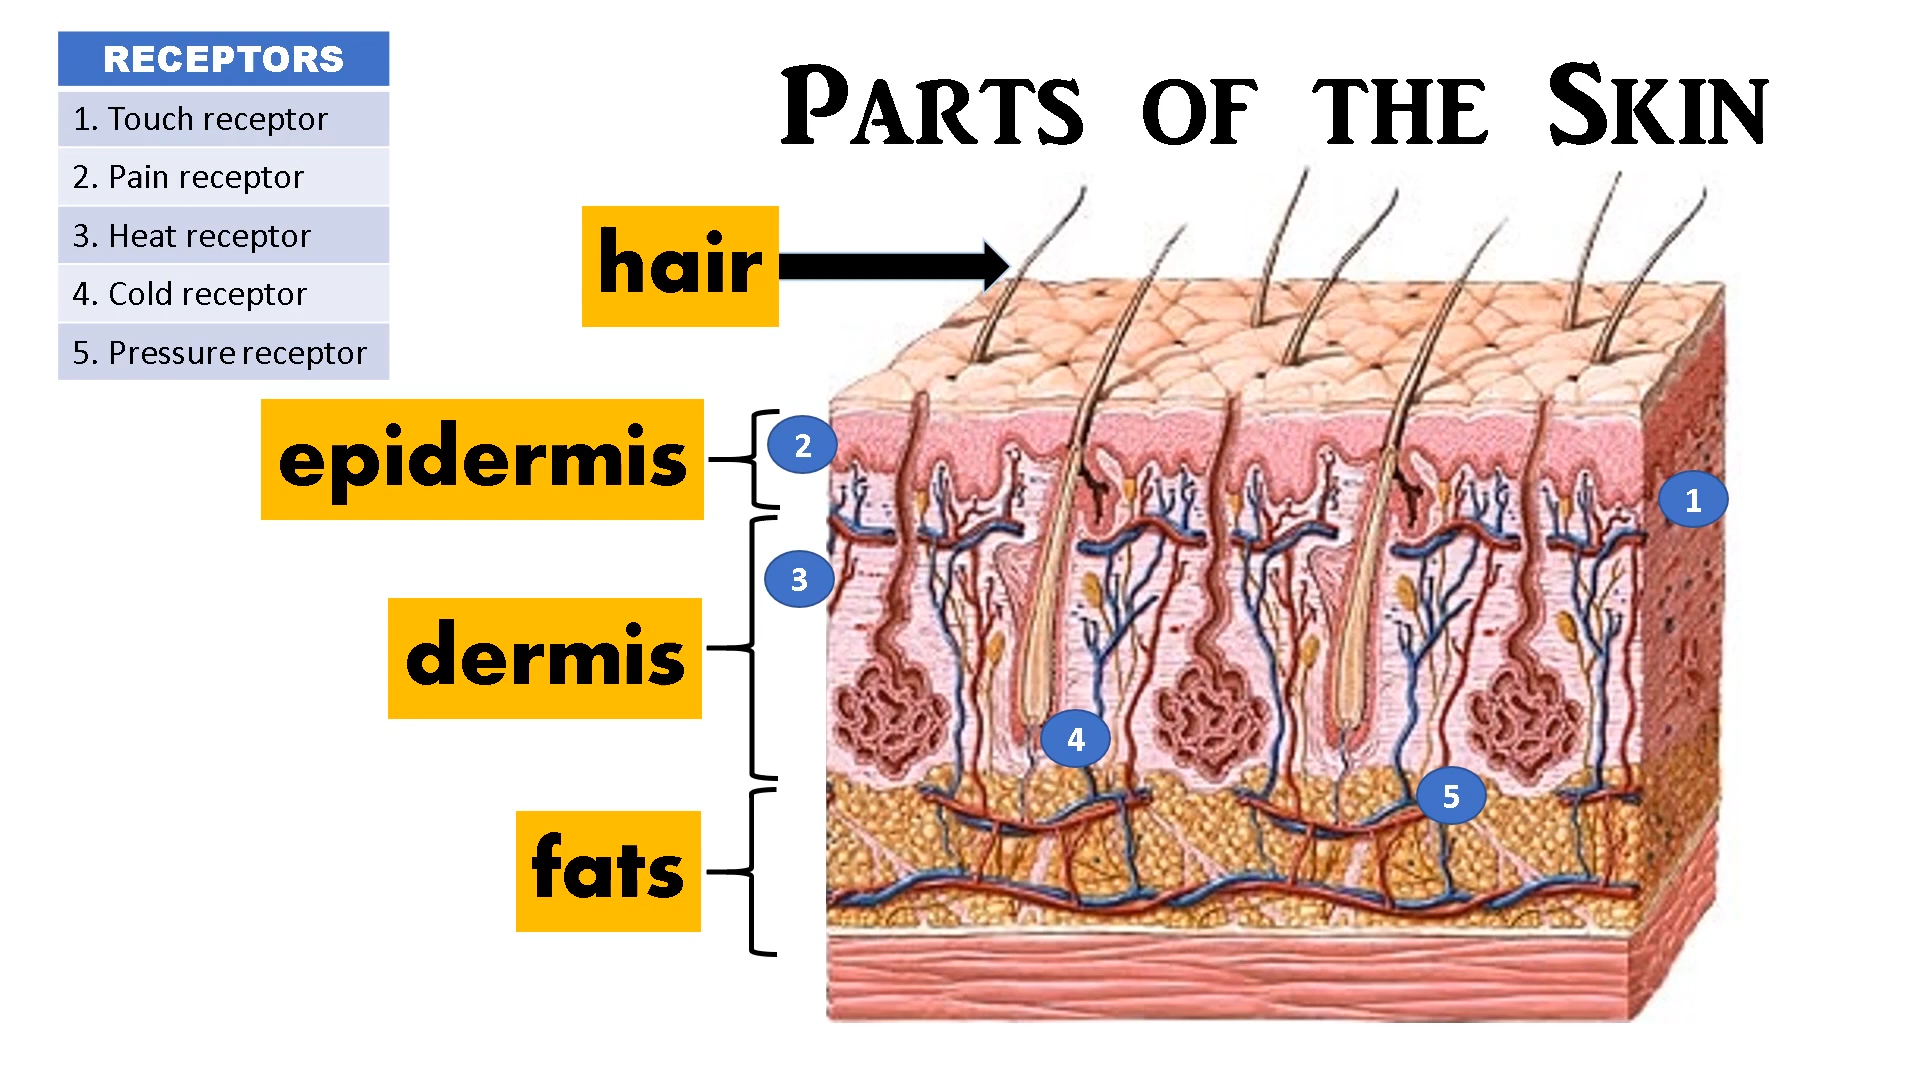 RECEPTORS
1. Touch receptor
2. Pain receptor
3. Heat receptor
4. Cold receptor
5. Pressure receptor
PARTS OF THE SKIN
hair
epidermis
2
1
3
dermis
4
5
fats